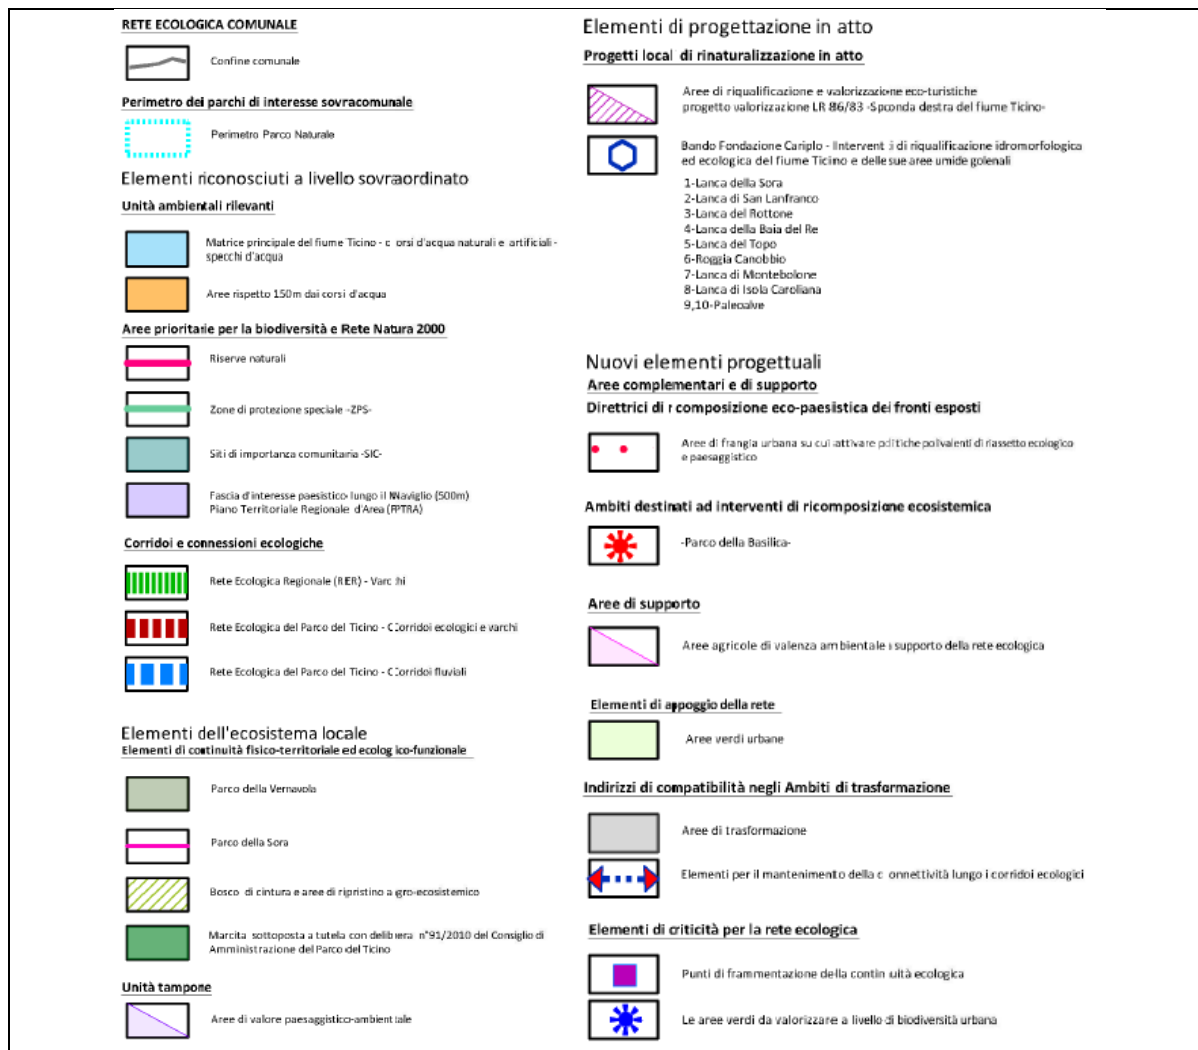 RETE ECOLOGICA COMUNALE
Confine comunale
Perimetro dei parchi di interesse sovracomunale
Perimetro Parco Naturale
Elementi riconosciuti a livello sovraordinato
Unità ambientali rilevanti
Matrice principale del fiume Ticino - corsi d'acqua naturali e artificiali -
specchi d'acqua
Aree rispetto 150m dai corsi d'acqua
Aree prioritarie per la biodiversità e Rete Natura 2000
Riserve naturali
Zone di protezione speciale -ZPS-
Siti di importanza comunitaria -SIC-
Fascia d'interesse paesistico lungo il NNaviglio (500m)
Piano Territoriale Regionale d'Area (PTRA)
Corridoi e connessioni ecologiche
Rete Ecologica Regionale (RER) - Varchi
Rete Ecologica del Parco del Ticino - Corridoi ecologici e varchi
Rete Ecologica del Parco del Ticino - Corridoi fluviali
Elementi dell'ecosistema locale
Elementi di continuità fisico-territoriale ed ecologico-funzionale
Parco della Vernavola
Parco della Sora
Bosco di cintura e aree di ripristino agro-ecosistemico
Marcita sottoposta a tutela con delibera n°91/2010 del Consiglio di
Amministrazione del Parco del Ticino
Unità tampone
Aree di valore paesaggistico-ambientale
Elementi di progettazione in atto
Progetti local di rinaturalizzazione in atto
Aree di riqualificazione e valorizzazione eco-turistiche
progetto valorizzazione LR 86/83 -Sponda destra del fiume Ticino-
Bando Fondazione Cariplo - Interventi di riqualificazione idromorfologica
ed ecologica del fiume Ticino e delle sue aree umide golenali
1-Lanca della Sora
2-Lanca di San Lanfranco
3-Lanca del Rottone
4-Lanca della Baia del Re
5-Lanca del Topo
6-Roggia Canobbio
7-Lanca di Montebolone
8-Lanca di Isola Caroliana
9,10-Paleoalve
Nuovi elementi progettuali
Aree complementari e di supporto
Direttrici di ricomposizione eco-paesistica dei fronti esposti
Aree di frangia urbana su cui attivare politiche polivalenti di riassetto ecologico
e paesaggistico
Ambiti destinati ad interventi di ricomposizione ecosistemica
-Parco della Basilica-
Aree di supporto
Aree agricole di valenza ambientale a supporto della rete ecologica
Elementi di appoggio della rete
Aree verdi urbane
Indirizzi di compatibilità negli Ambiti di trasformazione
Aree di trasformazione
Elementi per il mantenimento della connettività lungo i corridoi ecologici
Elementi di criticità per la rete ecologica
Punti di frammentazione della continuità ecologica
Le aree verdi da valorizzare a livello di biodiversità urbana